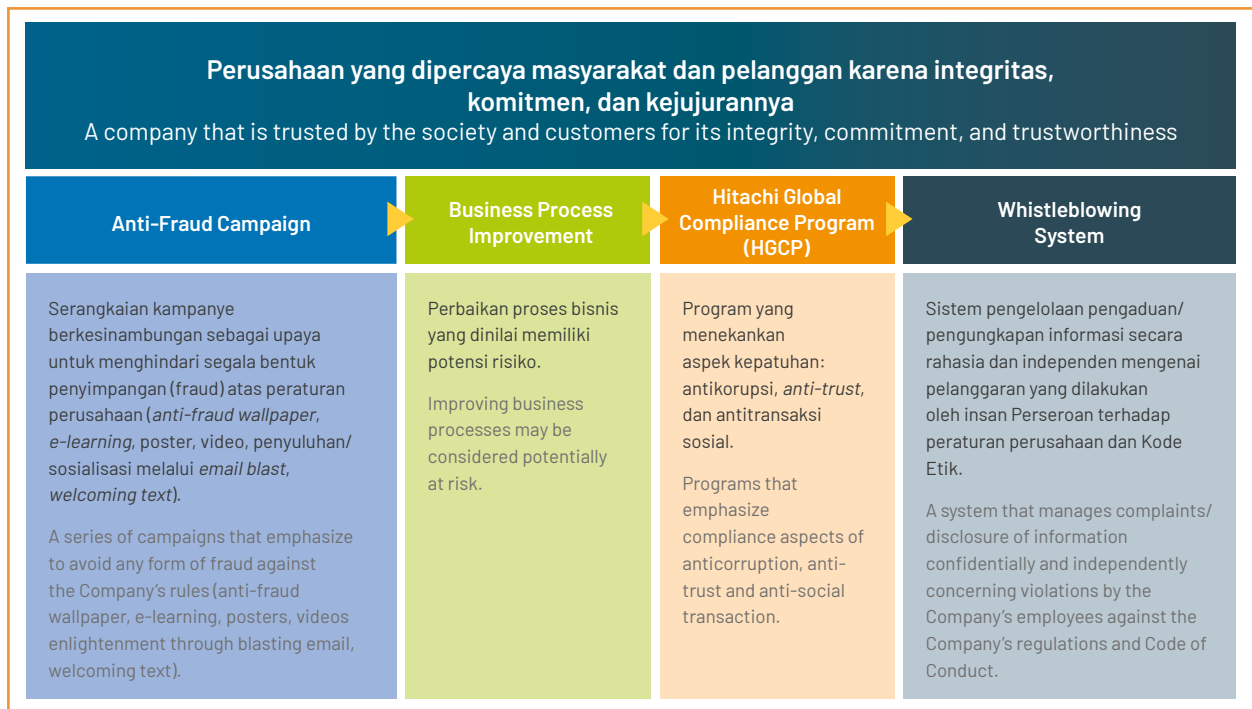 Perusahaan yang dipercaya masyarakat dan pelanggan karena integritas,
komitmen, dan kejujurannya
A company that is trusted by the society and customers for its integrity, commitment, and trustworthiness
Anti-Fraud Campaign
Serangkaian kampanye
berkesinambungan sebagai upaya
untuk menghindari segala bentuk
penyimpangan (fraud) atas peraturan
perusahaan (anti-fraud wallpaper,
e-learning, poster, video, penyuluhan/
sosialisasi melalui email blast,
welcoming text).
A series of campaigns that emphasize
to avoid any form of fraud against
the Company's rules (anti-fraud
wallpaper, e-learning, posters, videos
enlightenment through blasting email,
welcoming text).
Business Process
Improvement
Perbaikan proses bisnis
yang dinilai memiliki
potensi risiko.
Improving business
processes may be
considered potentially
at risk.
Hitachi Global
Compliance Program
(HGCP)
Program yang
menekankan
aspek kepatuhan:
antikorupsi, anti-trust,
dan antitransaksi
sosial.
Programs that
emphasize
compliance aspects of
anticorruption, anti-
trust and anti-social
transaction.
Whistleblowing
System
Sistem pengelolaan pengaduan/
pengungkapan informasi secara
rahasia dan independen mengenai
pelanggaran yang dilakukan
oleh insan Perseroan terhadap
peraturan perusahaan dan Kode
Etik.
A system that manages complaints/
disclosure of information
confidentially and independently
concerning violations by the
Company's employees against the
Company's regulations and Code of
Conduct.